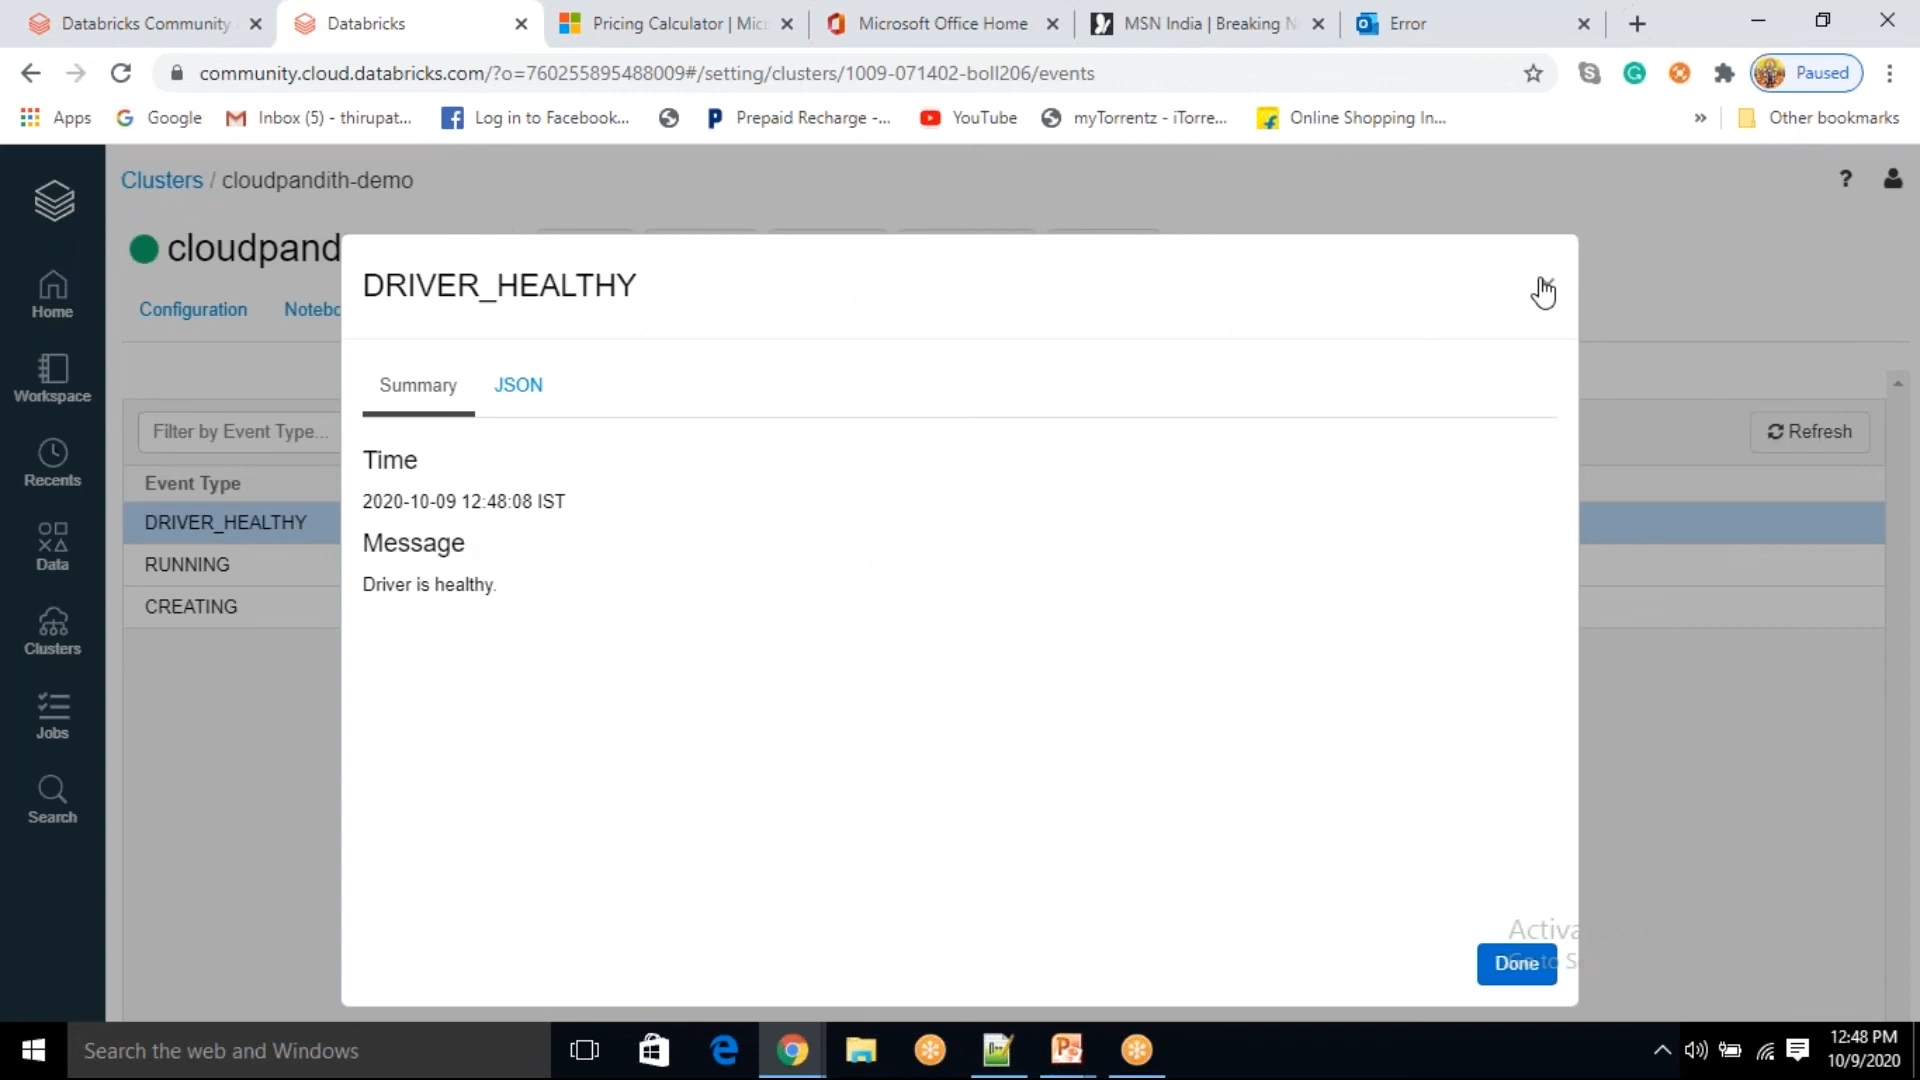 Databricks Community
Databricks
Pricing Calculator | Mic
Microsoft Office Home
MSN India | Breaking N
Error
community.cloud.databricks.com/?o=760255895488009#/setting/clusters/1009-071402-boll206/events
Paused
Apps
Google
Inbox (5) - thirupat...
Log in to Facebook...
Prepaid Recharge -...
YouTube
myTorrentz - iTorre...
Online Shopping In...
»
Other bookmarks
Clusters / cloudpandith-demo
?
cloudpand
DRIVER_HEALTHY
Configuration
Notebo
Home
Summary
JSON
Workspace
Filter by Event Type...
Refresh
Time
Recents
Event Type
2020-10-09 12:48:08 IST
DRIVER_HEALTHY
Message
Data
RUNNING
Driver is healthy.
CREATING
Clusters
Jobs
Search
Activa
Done
Search the web and Windows
12:48 PM
10/9/2020